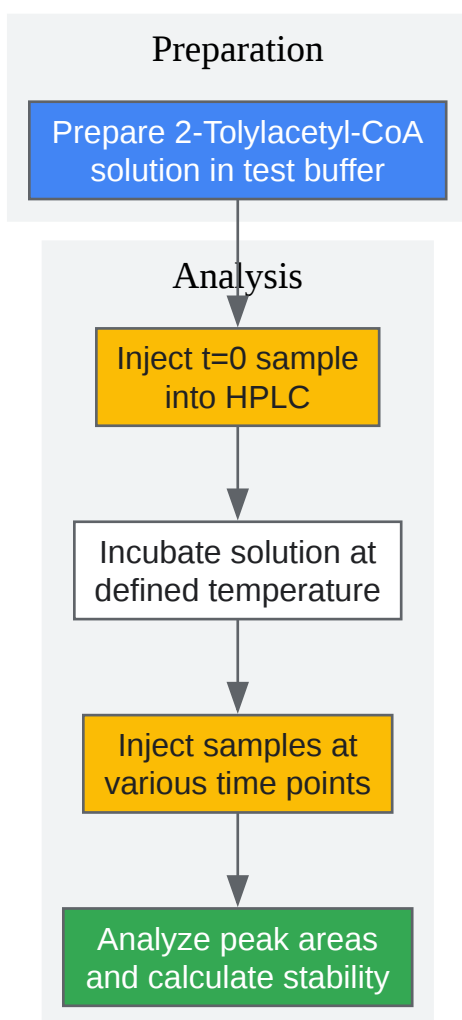 Preparation
Prepare 2-Tolylacetyl-CoA
solution in test buffer
Analysis
Inject t=0 sample
into HPLC
Incubate solution at
defined temperature
Inject samples at
various time points
Analyze peak areas
and calculate stability